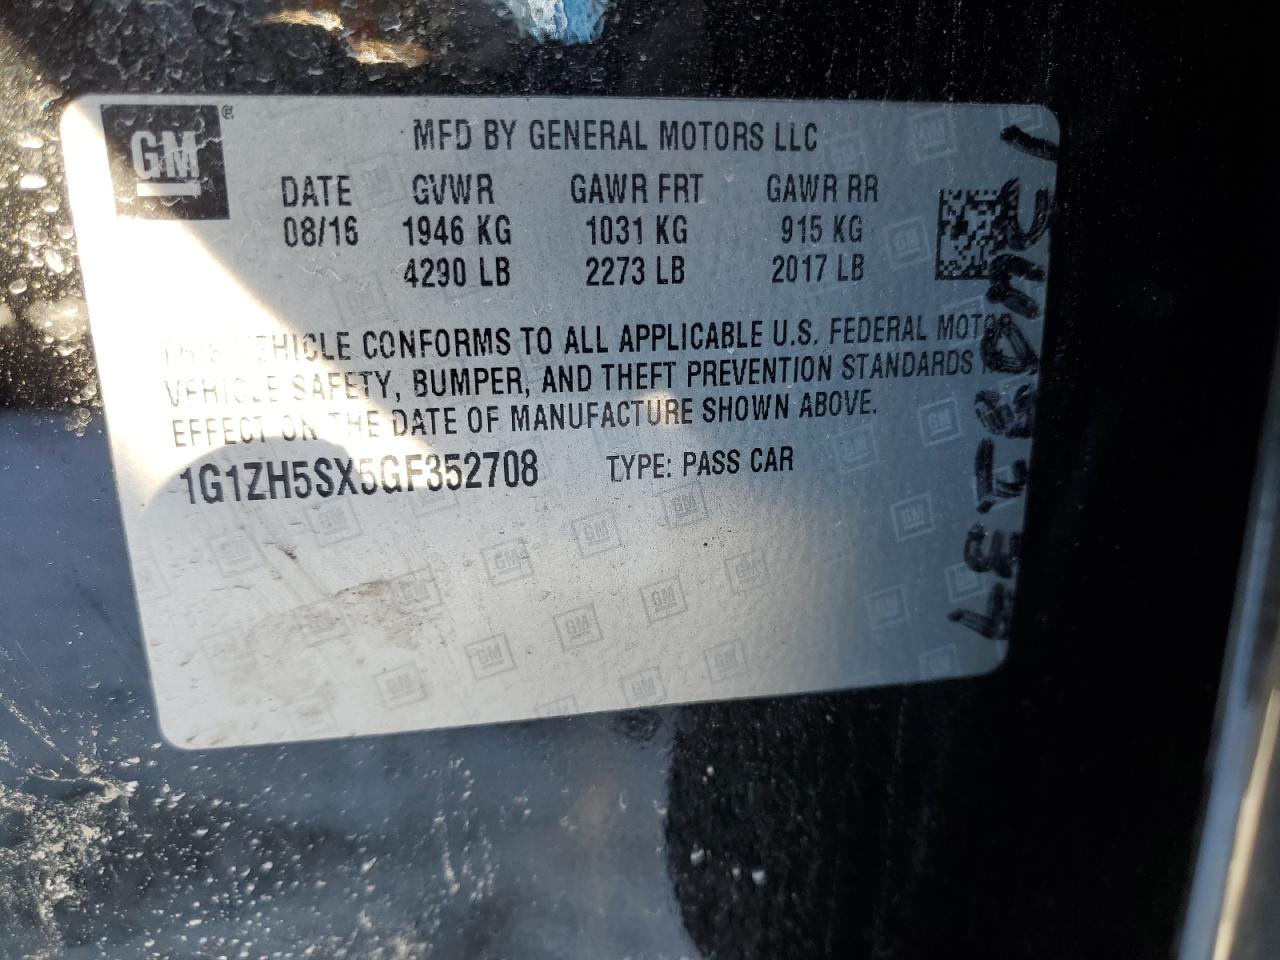 GM®
MFD BY GENERAL MOTORS LLC
DATE GVWR GAWR FRT GAWR RR
08/16 1946 KG 1031 KG 915 KG
4290 LB 2273 LB 2017 LB
THIS VEHICLE CONFORMS TO ALL APPLICABLE U.S. FEDERAL MOTOR
VEHICLE SAFETY, BUMPER, AND THEFT PREVENTION STANDARDS
EFFECT ON THE DATE OF MANUFACTURE SHOWN ABOVE.
1G1ZH5SX5GF352708 TYPE: PASS CAR